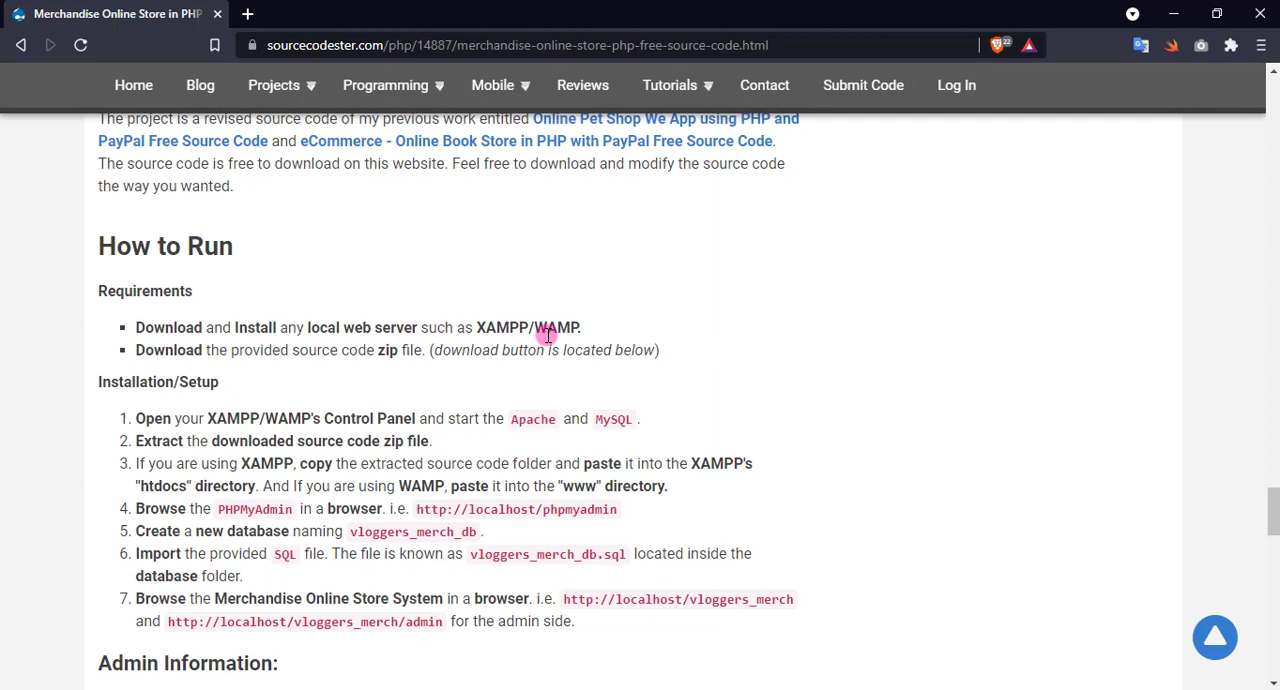 Merchandise Online Store in PHP
sourcecodester.com/php/14887/merchandise-online-store-php-free-source-code.html
22
Home Blog Projects Programming Mobile Reviews Tutorials Contact Submit Code Log In
The project is a revised source code of my previous work entitled Online Pet Shop We App using PHP and
PayPal Free Source Code and eCommerce - Online Book Store in PHP with PayPal Free Source Code.
The source code is free to download on this website. Feel free to download and modify the source code
the way you wanted.
How to Run
Requirements
Download and Install any local web server such as XAMPP/WAMP.
Download the provided source code zip file. (download button is located below)
Installation/Setup
1. Open your XAMPP/WAMP's Control Panel and start the Apache and MySQL.
2. Extract the downloaded source code zip file.
3. If you are using XAMPP, copy the extracted source code folder and paste it into the XAMPP's
"htdocs" directory. And If you are using WAMP, paste it into the "www" directory.
4. Browse the PHPMyAdmin in a browser. i.e. http://localhost/phpmyadmin
5. Create a new database naming vloggers_merch_db.
6. Import the provided SQL file. The file is known as vloggers_merch_db.sql located inside the
database folder.
7. Browse the Merchandise Online Store System in a browser. i.e. http://localhost/vloggers_merch
and http://localhost/vloggers_merch/admin for the admin side.
Admin Information: